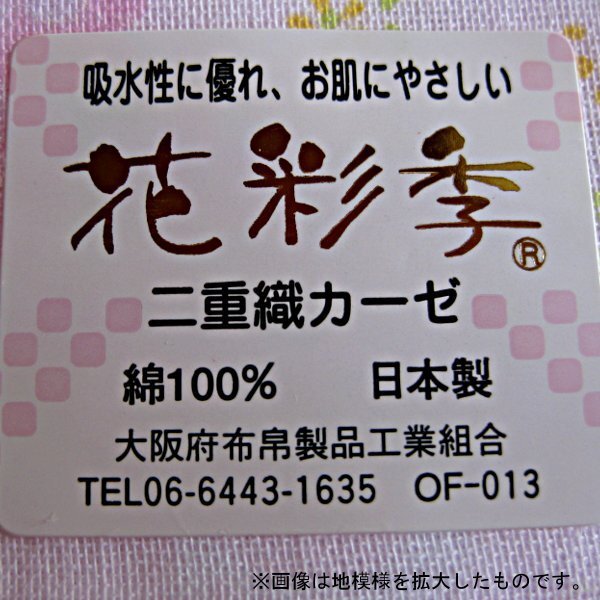 吸水性に優れ、お肌にやさしい
花彩季®
二重織カーゼ
綿100% 日本製
大阪府布帛製品工業組合
TEL06-6443-1635 OF-013
※画像は地模様を拡大したものです。